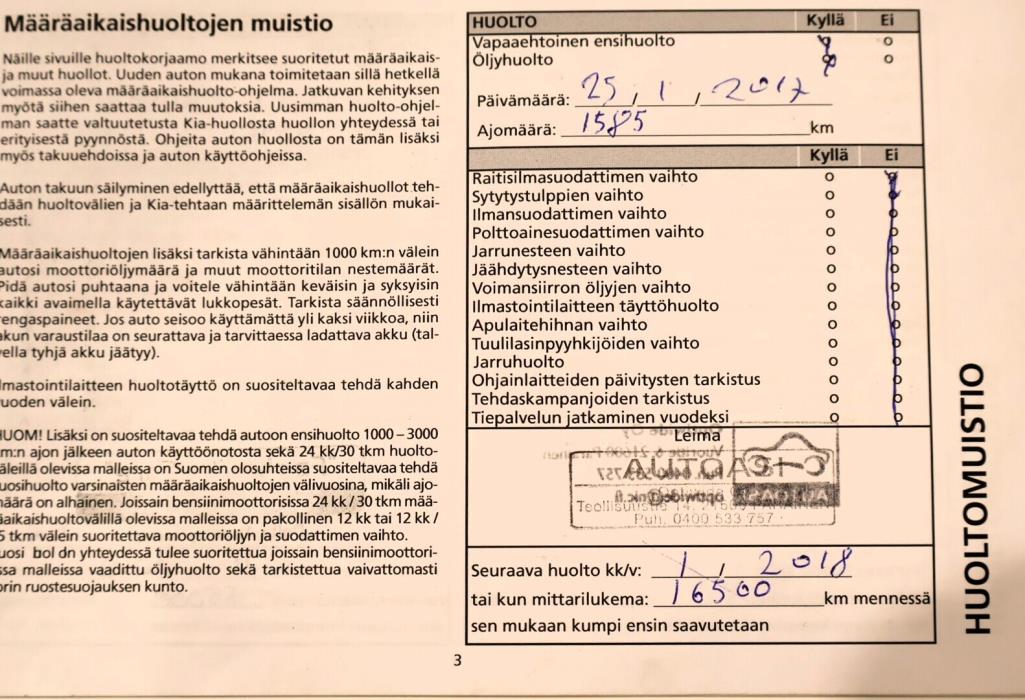 Määräaikaishuoltojen muistio
Näille sivuille huoltokorjaamo merkitsee suoritetut määräaikais-
ja muut huollot. Uuden auton mukana toimitetaan sillä hetkellä
voimassa oleva määräaikaishuolto-ohjelma. Jatkuvan kehityksen
myötä siihen saattaa tulla muutoksia. Uusimman huolto-ohjel-
man saatte valtuutetusta Kia-huollosta huollon yhteydessä tai
erityisestä pyynnöstä. Ohjeita auton huollosta on tämän lisäksi
myös takuuehdoissa ja auton käyttöohjeissa.
Auton takuun säilyminen edellyttää, että määräaikaishuollot teh-
dään huoltovälien ja Kia-tehtaan määrittelemän sisällön mukai-
sesti.
Määräaikaishuoltojen lisäksi tarkista vähintään 1000 km:n välein
autosi moottoriöljymäärä ja muut moottoritilan nestemäärät.
Pidä autosi puhtaana ja voitele vähintään keväisin ja syksyisin
kaikki avaimella käytettävät lukkopesät. Tarkista säännöllisesti
rengaspaineet. Jos auto seisoo käyttämättä yli kaksi viikkoa, niin
akun varaustilaa on seurattava ja tarvittaessa ladattava akku (tal-
vella tyhjä akku jäätyy).
lmastointilaitteen huoltotäyttö on suositeltavaa tehdä kahden
uoden välein.
HUOM! Lisäksi on suositeltavaa tehdä autoon ensihuolto 1000 – 3000
m:n ajon jälkeen auton käyttöönotosta sekä 24 kk/30 tkm huolto-
äleillä olevissa malleissa on Suomen olosuhteissa suositeltavaa tehdä
uosihuolto varsinaisten määräaikaishuoltojen välivuosina, mikäli ajo-
määrä on alhainen. Joissain bensiinimoottorisissa 24 kk/30 tkm mää-
äaikaishuoltovälillä olevissa malleissa on pakollinen 12 kk tai 12 kk /
5 tkm välein suoritettava moottoriöljyn ja suodattimen vaihto.
uosi bol dn yhteydessä tulee suoritettua joissain bensiinimoottori-
ssa malleissa vaadittu öljyhuolto sekä tarkistettua vaivattomasti
orin ruostesuojauksen kunto.
HUOLTO Kyllä Ei
Vapaaehtoinen ensihuolto o
Öljyhuolto o
Päivämäärä: 25 / 1 / 2017
Ajomäärä: 1585 km
Kyllä Ei
Raitisilmasuodattimen vaihto o o
Sytytystulppien vaihto o o
Ilmansuodattimen vaihto o o
Polttoainesuodattimen vaihto o o
Jarrunesteen vaihto o o
Jäähdytysnesteen vaihto o o
Voimansiirron öljyjen vaihto o o
Ilmastointilaitteen täyttöhuolto o o
Apulaitehihnan vaihto o o
Tuulilasinpyyhkijöiden vaihto o o
Jarruhuolto o o
Ohjainlaitteiden päivitysten tarkistus o o
Tehdaskampanjoiden tarkistus o o
Tiepalvelun jatkaminen vuodeksi o o
Leima
Puh. 0400 533 757
Seuraava huolto kk/v: 1 / 2018
tai kun mittarilukema: 16500 km mennessä
sen mukaan kumpi ensin saavutetaan
HUOLTOMUISTIO
3